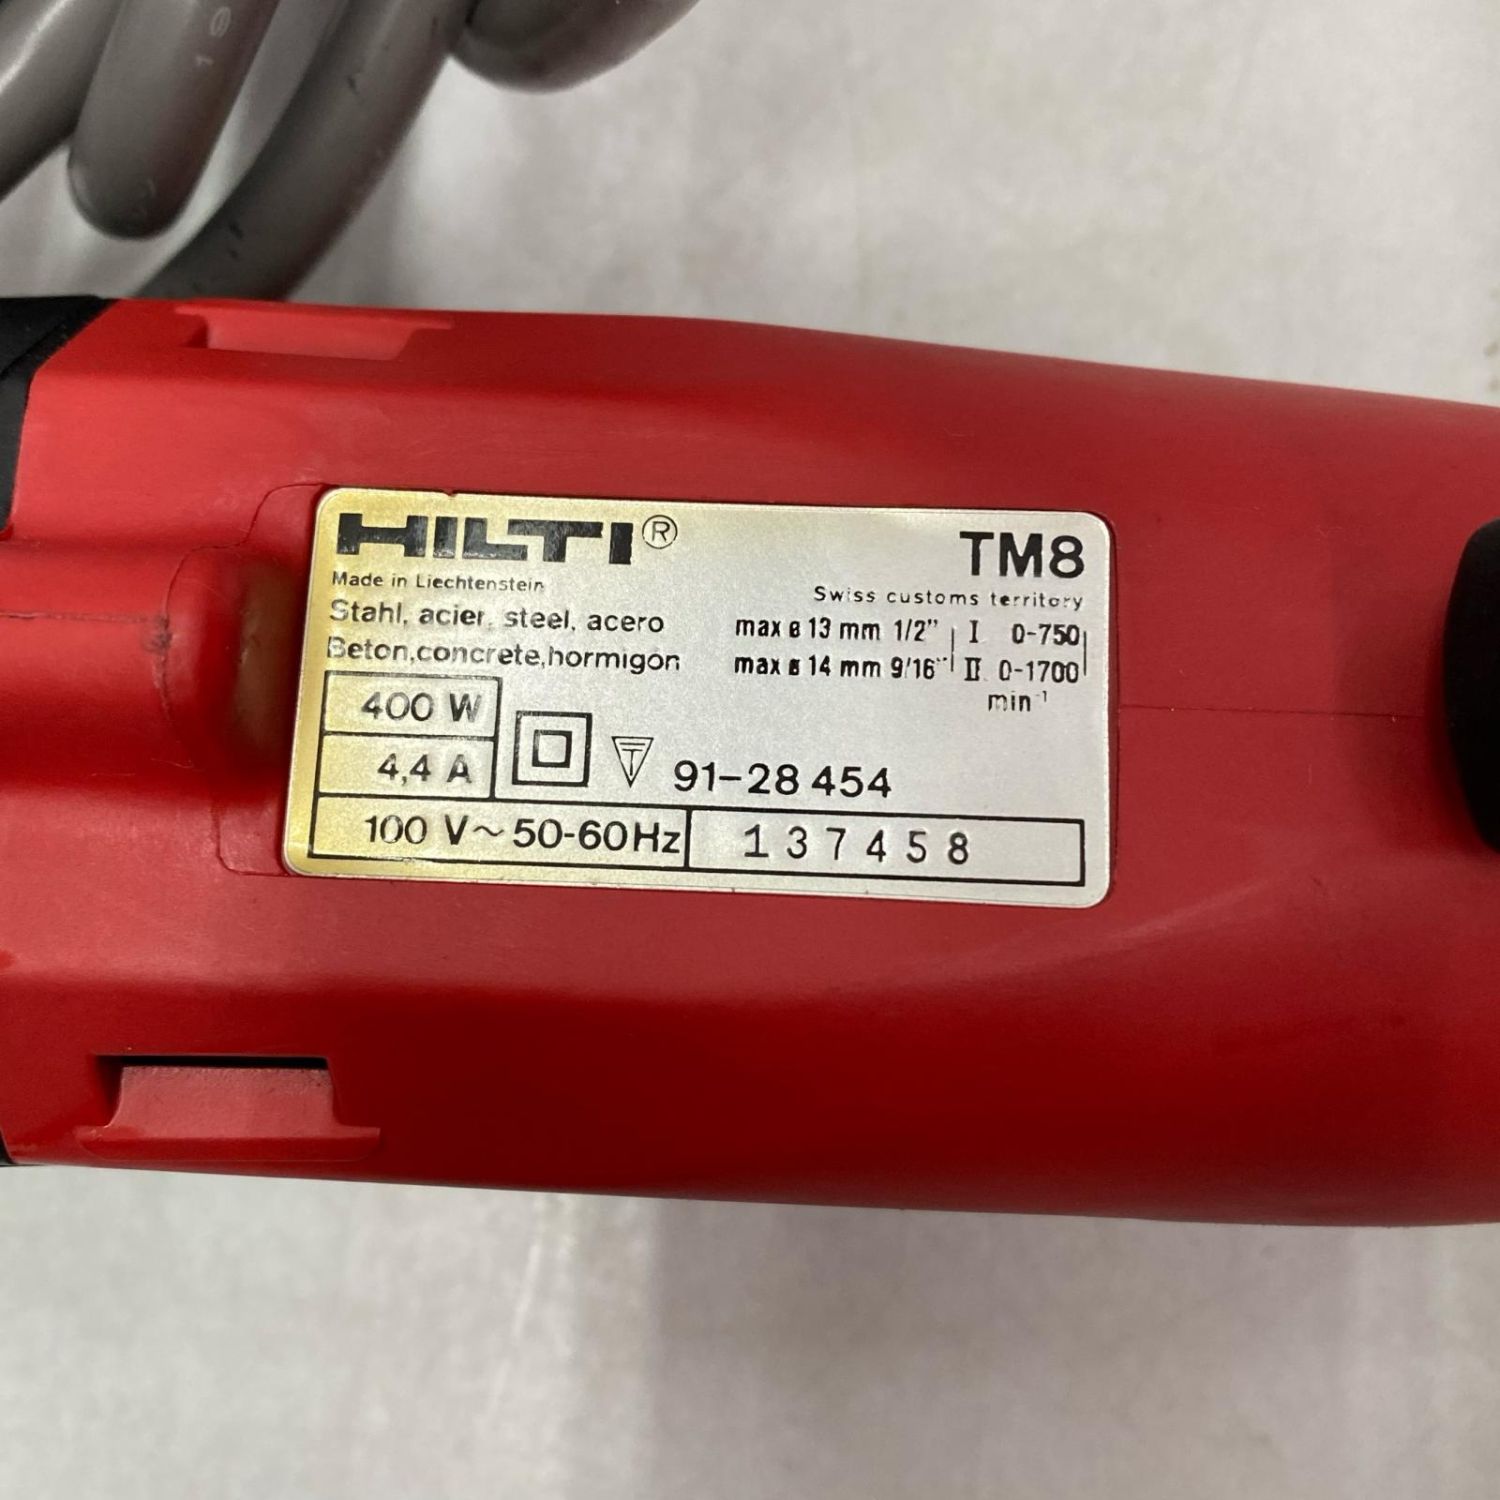 HILTI®
TM8
Made in Liechtenstein
Swiss customs territory
Stahl, acier, steel, acero max ø 13 mm 1/2" I 0-750
Beton,concrete,hormigon max ø 14 mm 9/16" II 0-1700
min⁻¹
400 W
4,4 A
T 91-28 454
100 V~50-60Hz 137458